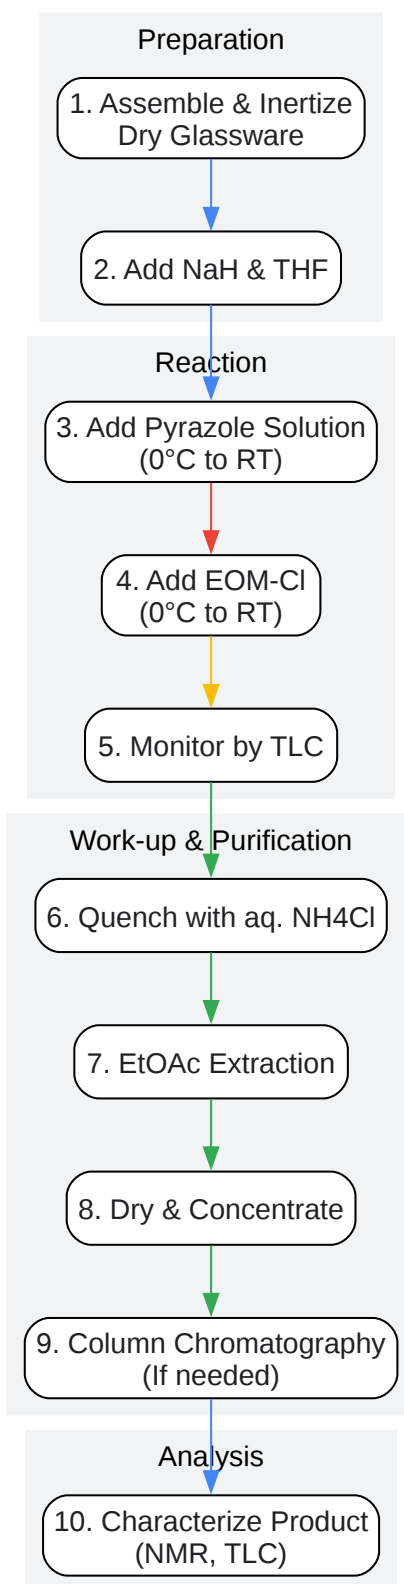 Preparation
1. Assemble & Inertize
Dry Glassware
2. Add NaH & THF
Reaction
3. Add Pyrazole Solution
(0°C to RT)
4. Add EOM-Cl
(0°C to RT)
5. Monitor by TLC
Work-up & Purification
6. Quench with aq. NH4Cl
7. EtOAc Extraction
8. Dry & Concentrate
9. Column Chromatography
(If needed)
Analysis
10. Characterize Product
(NMR, TLC)